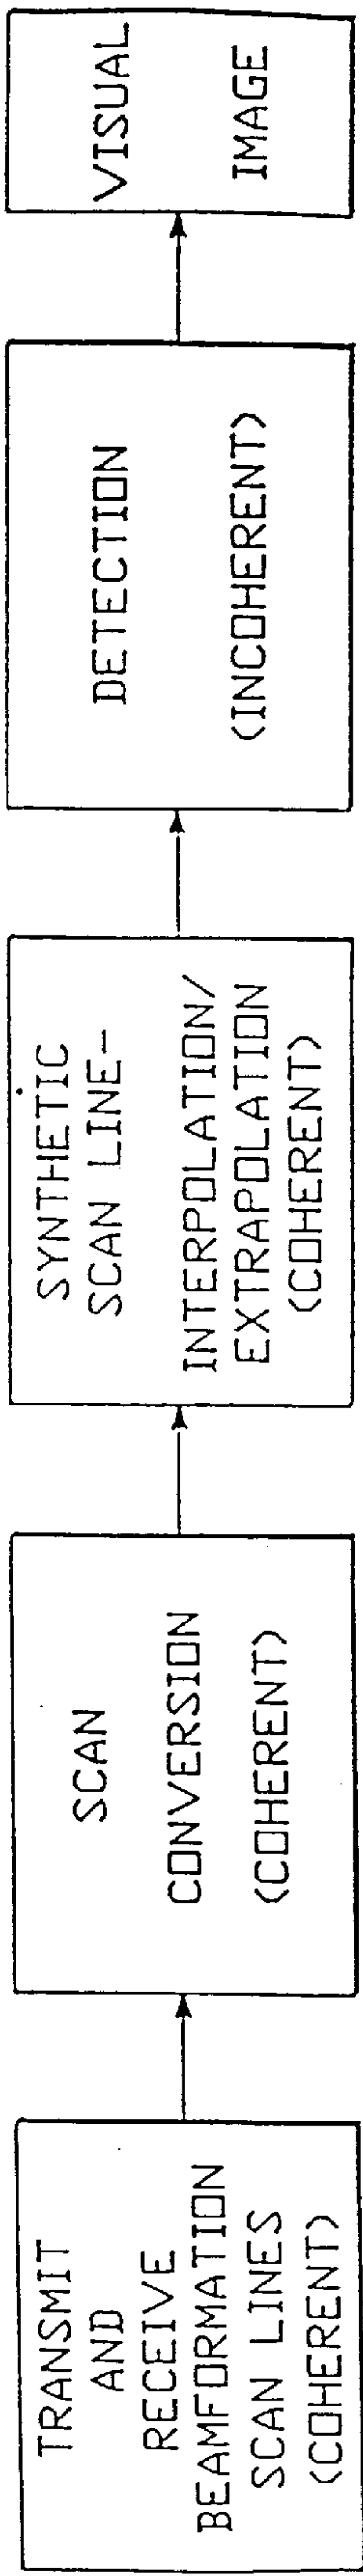 TRANSMIT
AND
RECEIVE
BEAMFORMATION
SCAN LINES
(COHERENT)
SCAN
CONVERSION
(COHERENT)
SYNTHETIC
SCAN LINE-
INTERPOLATION/
EXTRAPOLATION
(COHERENT)
DETECTION
(INCOHERENT)
VISUAL
IMAGE